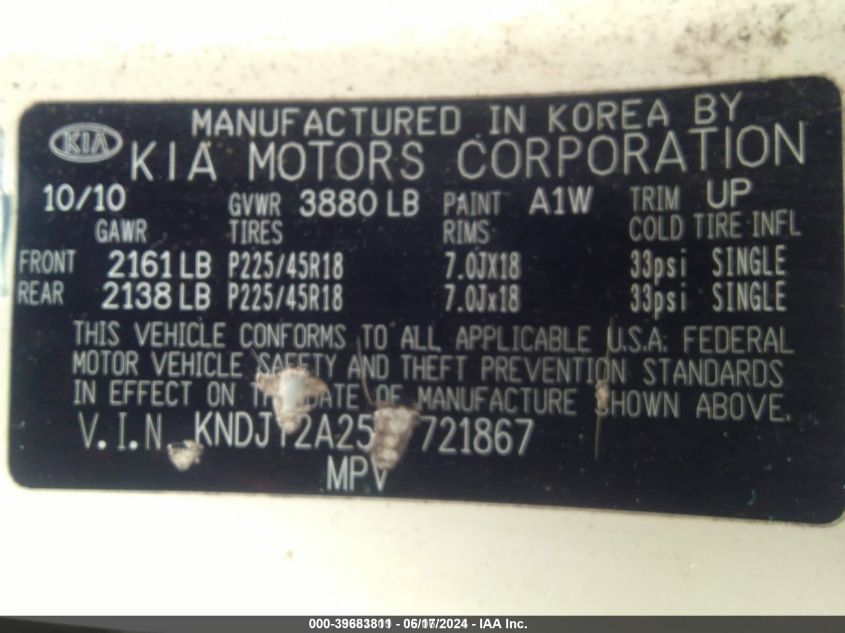 MANUFACTURED IN KOREA BY
KIA KIA MOTORS CORPORATION
10/10 GVWR 3880 LB PAINT A1W TRIM UP
GAWR TIRES RIMS COLD TIRE INFL
FRONT 2161 LB P225/45R18 7.0JX18 33psi SINGLE
REAR 2138 LB P225/45R18 7.0Jx18 33psi SINGLE
THIS VEHICLE CONFORMS TO ALL APPLICABLE U.S.A. FEDERAL
MOTOR VEHICLE SAFETY AND THEFT PREVENTION STANDARDS
IN EFFECT ON THE DATE OF MANUFACTURE SHOWN ABOVE.
V.I.N.
MPV
000-39683811 - 06/17/2024 - IAA Inc.